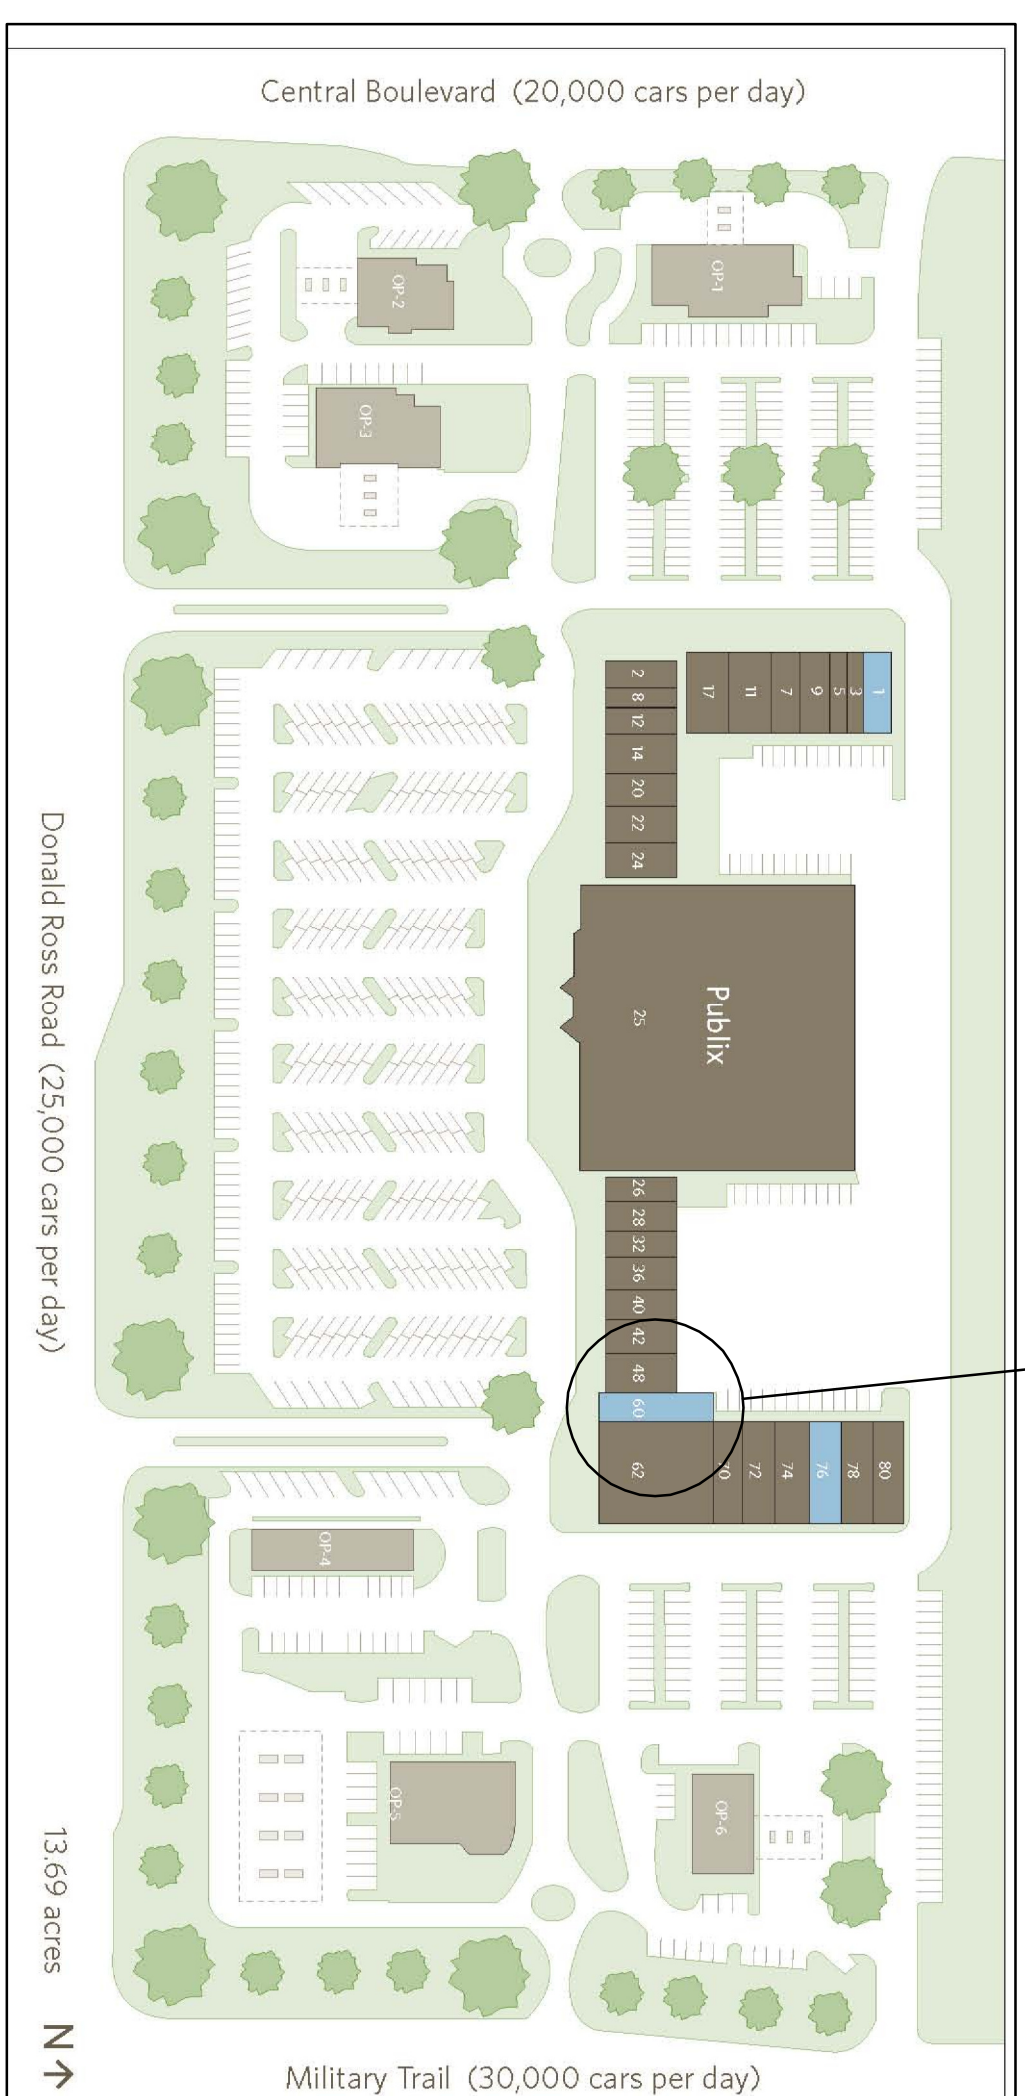 Central Boulevard (20,000 cars per day)
OP-1
OP-2
OP-3
2
8
12
14
20
22
24
17
11
7
9
5
3
1
Publix
25
Donald Ross Road (25,000 cars per day)
26
28
32
36
40
42
48
60
62
70
72
74
76
78
80
OP-4
OP-5
OP-6
13.69 acres
N↑
Military Trail (30,000 cars per day)